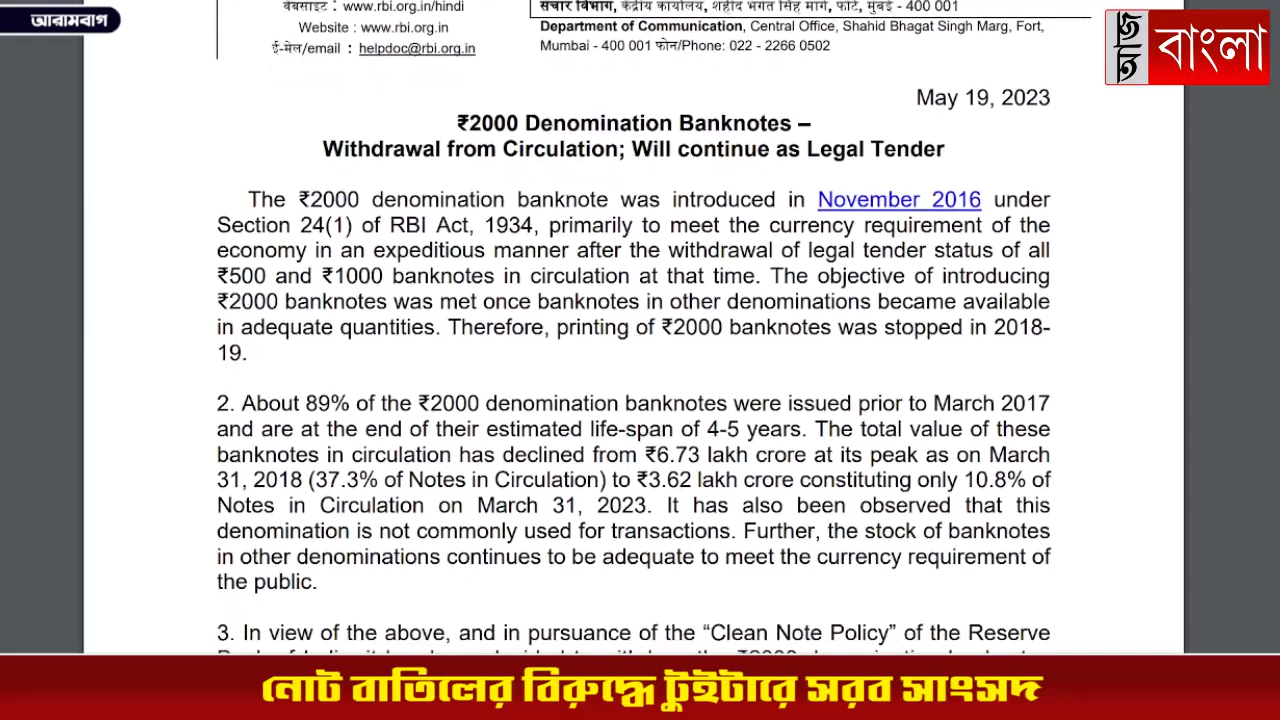 আরামবাগ
वेबसाइट : www.rbi.org.in/hindi
Website : www.rbi.org.in
ई-मेल/email : helpdoc@rbi.org.in
संचार विभाग, केंद्रीय कार्यालय, शहीद भगत सिंह मार्ग, फोर्ट, मुंबई - 400 001
Department of Communication, Central Office, Shahid Bhagat Singh Marg, Fort,
Mumbai - 400 001 फोन/Phone: 022 - 2266 0502
আজ বাংলা
May 19, 2023
₹2000 Denomination Banknotes –
Withdrawal from Circulation; Will continue as Legal Tender
The ₹2000 denomination banknote was introduced in November 2016 under
Section 24(1) of RBI Act, 1934, primarily to meet the currency requirement of the
economy in an expeditious manner after the withdrawal of legal tender status of all
₹500 and ₹1000 banknotes in circulation at that time. The objective of introducing
₹2000 banknotes was met once banknotes in other denominations became available
in adequate quantities. Therefore, printing of ₹2000 banknotes was stopped in 2018-
19.
2. About 89% of the ₹2000 denomination banknotes were issued prior to March 2017
and are at the end of their estimated life-span of 4-5 years. The total value of these
banknotes in circulation has declined from ₹6.73 lakh crore at its peak as on March
31, 2018 (37.3% of Notes in Circulation) to ₹3.62 lakh crore constituting only 10.8% of
Notes in Circulation on March 31, 2023. It has also been observed that this
denomination is not commonly used for transactions. Further, the stock of banknotes
in other denominations continues to be adequate to meet the currency requirement of
the public.
3. In view of the above, and in pursuance of the “Clean Note Policy” of the Reserve
নোট বাতিলের বিরুদ্ধে টুইটারে সরব সাংসদ